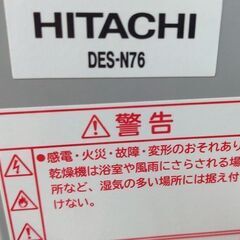 HITACHI
DES-N76
警告
●感電・火災・故障・変形のおそれあり
乾燥機は浴室や風雨にさらされる場
所など、湿気の多い場所には据え付
けない。